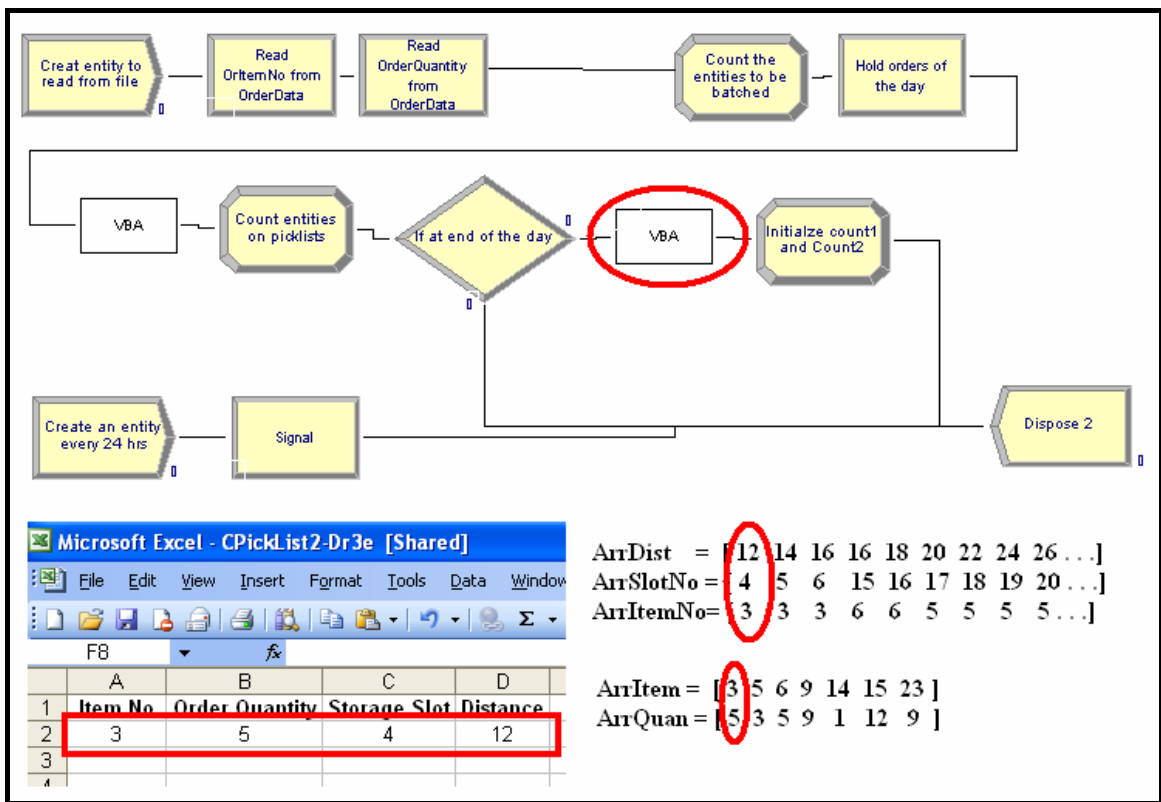 Creat entity to
read from file
Read
OrItemNo from
OrderData
Read
OrderQuantity
from
OrderData
Count the
entities to be
batched
Hold orders of
the day
VBA
Count entities
on picklists
If at end of the day
VBA
Initialze count1
and Count2
Create an entity
every 24 hrs
Signal
Dispose 2
Microsoft Excel - CPickList2-Dr3e [Shared]
File Edit View Insert Format Tools Data Window
F8 fx
A B C D
1 Item No Order Quantity Storage Slot Distance
2 3 5 4 12
3
4
ArrDist = [12 14 16 16 18 20 22 24 26 . . .]
ArrSlotNo = [ 4 5 6 15 16 17 18 19 20 . . .]
ArrItemNo= [ 3 3 3 6 6 5 5 5 5 . . .]
ArrItem = [3 5 6 9 14 15 23 ]
ArrQuan = [5 3 5 9 1 12 9 ]